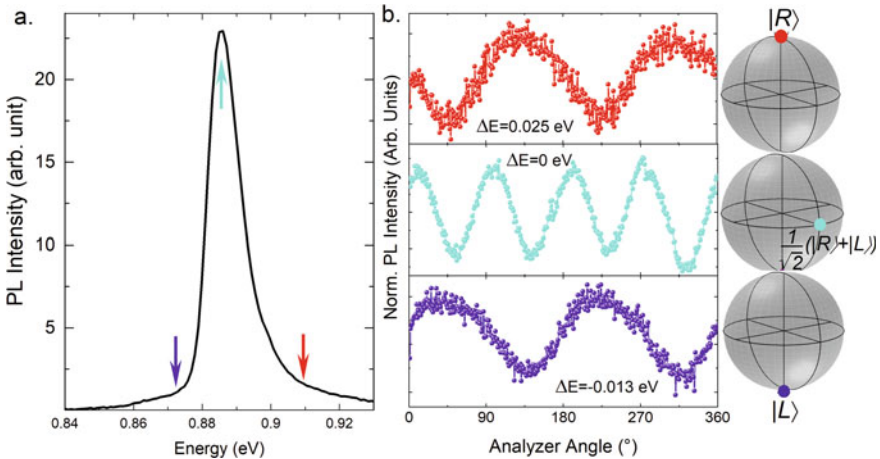 a.
PL Intensity (arb. unit)
20
15
10
5
0.84
0.86
0.88
0.9
0.92
Energy (eV)
b.
Norm. PL Intensity (Arb. Units)
ΔE=0.025 eV
ΔE=0 eV
ΔE=-0.013 eV
0
90
180
270
360
Analyzer Angle (°)
|R⟩
1/√2(|R⟩+|L⟩)
|L⟩